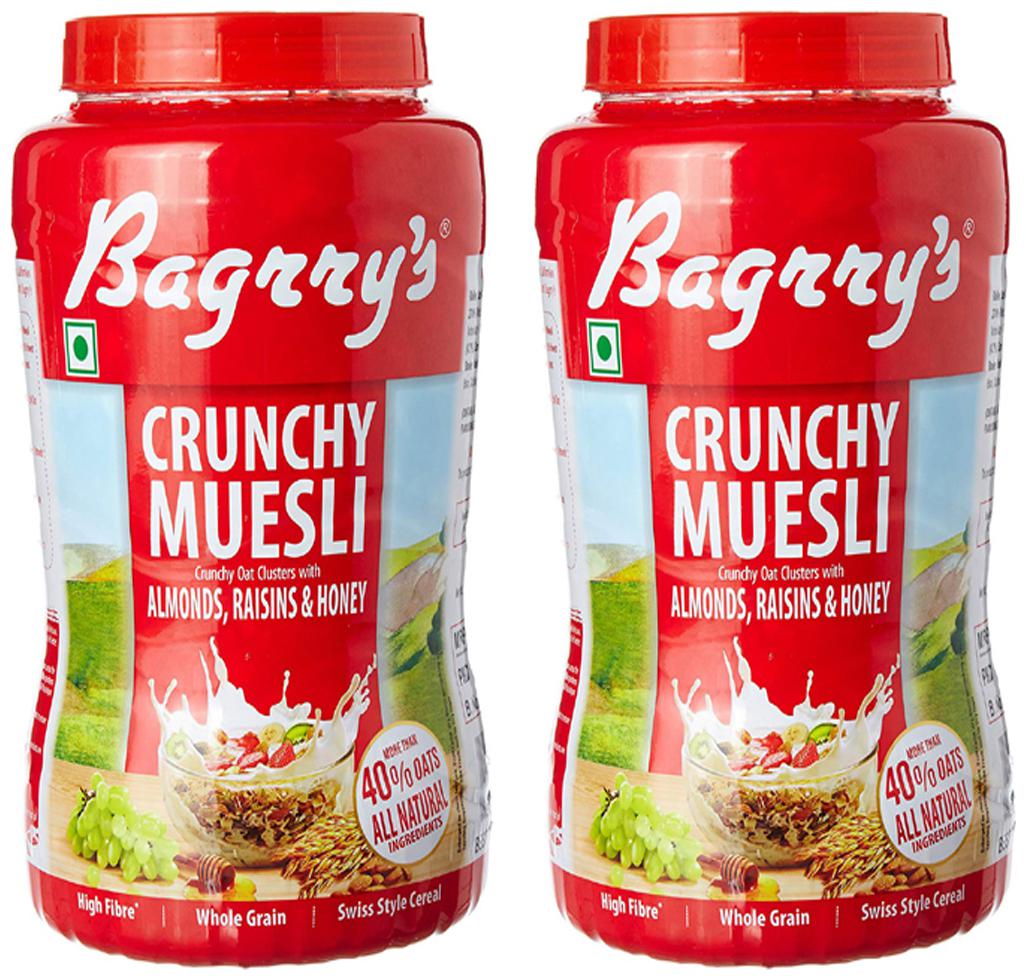 Bagrry's®
CRUNCHY
MUESLI
Crunchy Oat Clusters with
ALMONDS, RAISINS & HONEY
MORE THAN
40% OATS
ALL NATURAL
INGREDIENTS
High Fibre* | Whole Grain | Swiss Style Cereal
Bagrry's®
CRUNCHY
MUESLI
Crunchy Oat Clusters with
ALMONDS, RAISINS & HONEY
MORE THAN
40% OATS
ALL NATURAL
INGREDIENTS
High Fibre* | Whole Grain | Swiss Style Cereal